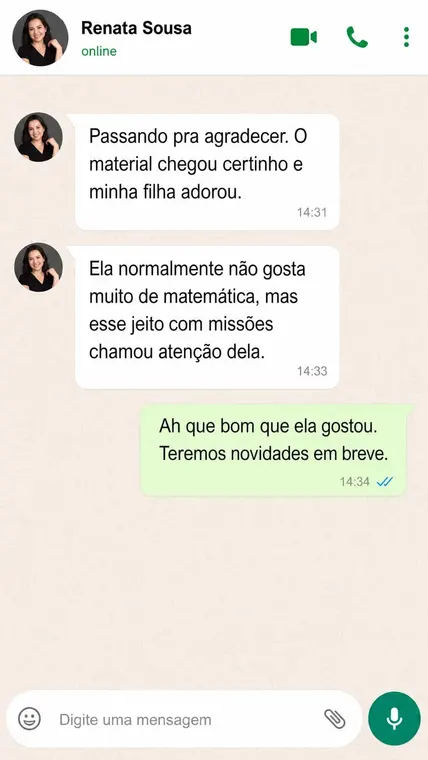 Renata Sousa
online
Passando pra agradecer. O
material chegou certinho e
minha filha adorou.
14:31
Ela normalmente não gosta
muito de matemática, mas
esse jeito com missões
chamou atenção dela.
14:33
Ah que bom que ela gostou.
Teremos novidades em breve.
14:34
Digite uma mensagem